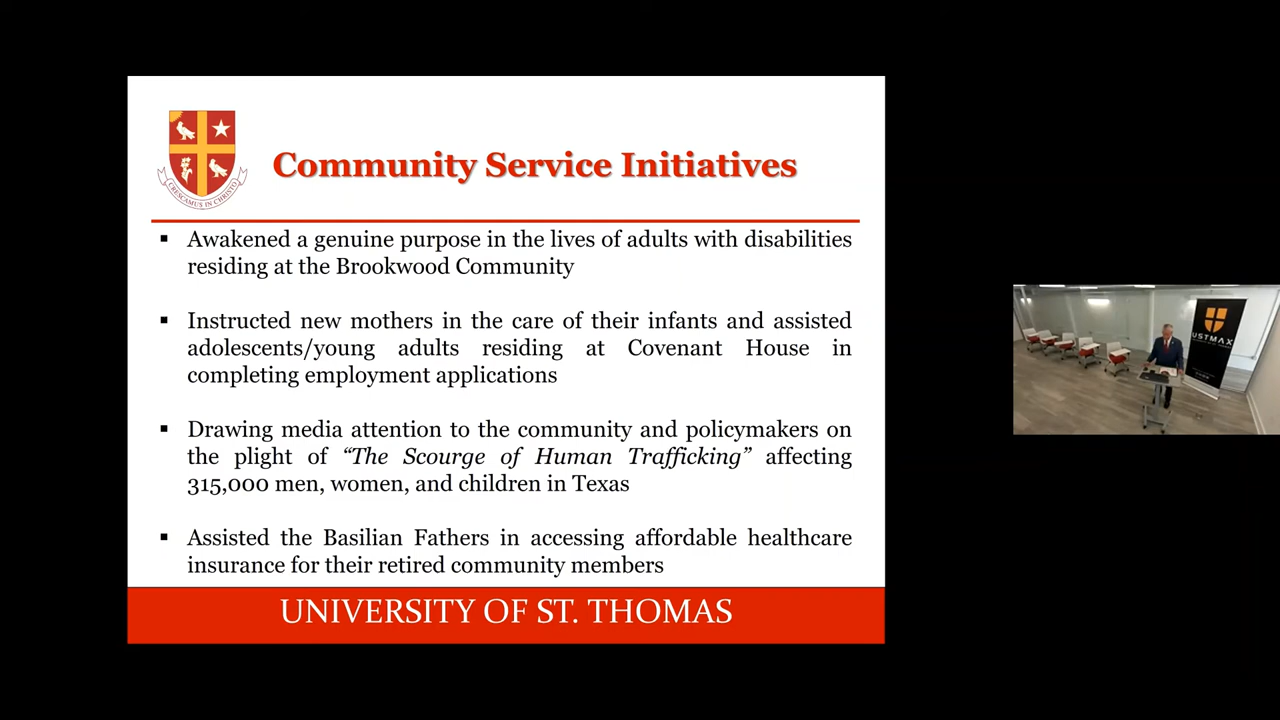 Community Service Initiatives
CRESCAMUS IN CHRISTO
▪ Awakened a genuine purpose in the lives of adults with disabilities
residing at the Brookwood Community
▪ Instructed new mothers in the care of their infants and assisted
adolescents/young adults residing at Covenant House in
completing employment applications
▪ Drawing media attention to the community and policymakers on
the plight of “The Scourge of Human Trafficking” affecting
315,000 men, women, and children in Texas
▪ Assisted the Basilian Fathers in accessing affordable healthcare
insurance for their retired community members
UNIVERSITY OF ST. THOMAS
USTMAX